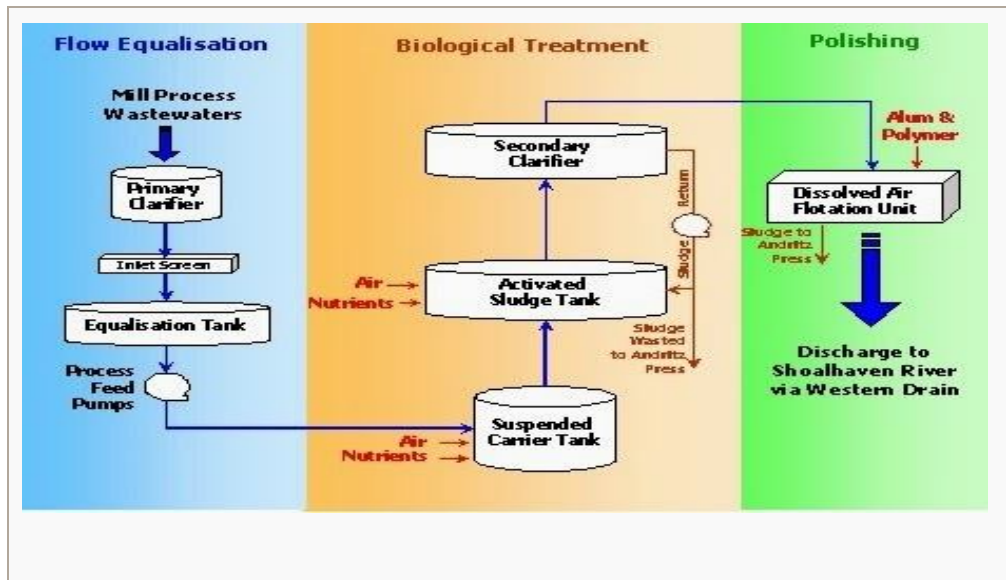 Flow Equalisation
Mill Process
Wastewaters
Primary
Clarifier
Inlet Screen
Equalisation Tank
Process
Feed
Pumps
Biological Treatment
Secondary
Clarifier
Return
Sludge
Air
Nutrients
Activated
Sludge Tank
Sludge
Wasted
to Andritz
Press
Air
Nutrients
Suspended
Carrier Tank
Polishing
Alum &
Polymer
Dissolved Air
Flotation Unit
Sludge to
Andritz
Press
Discharge to
Shoalhaven River
via Western Drain